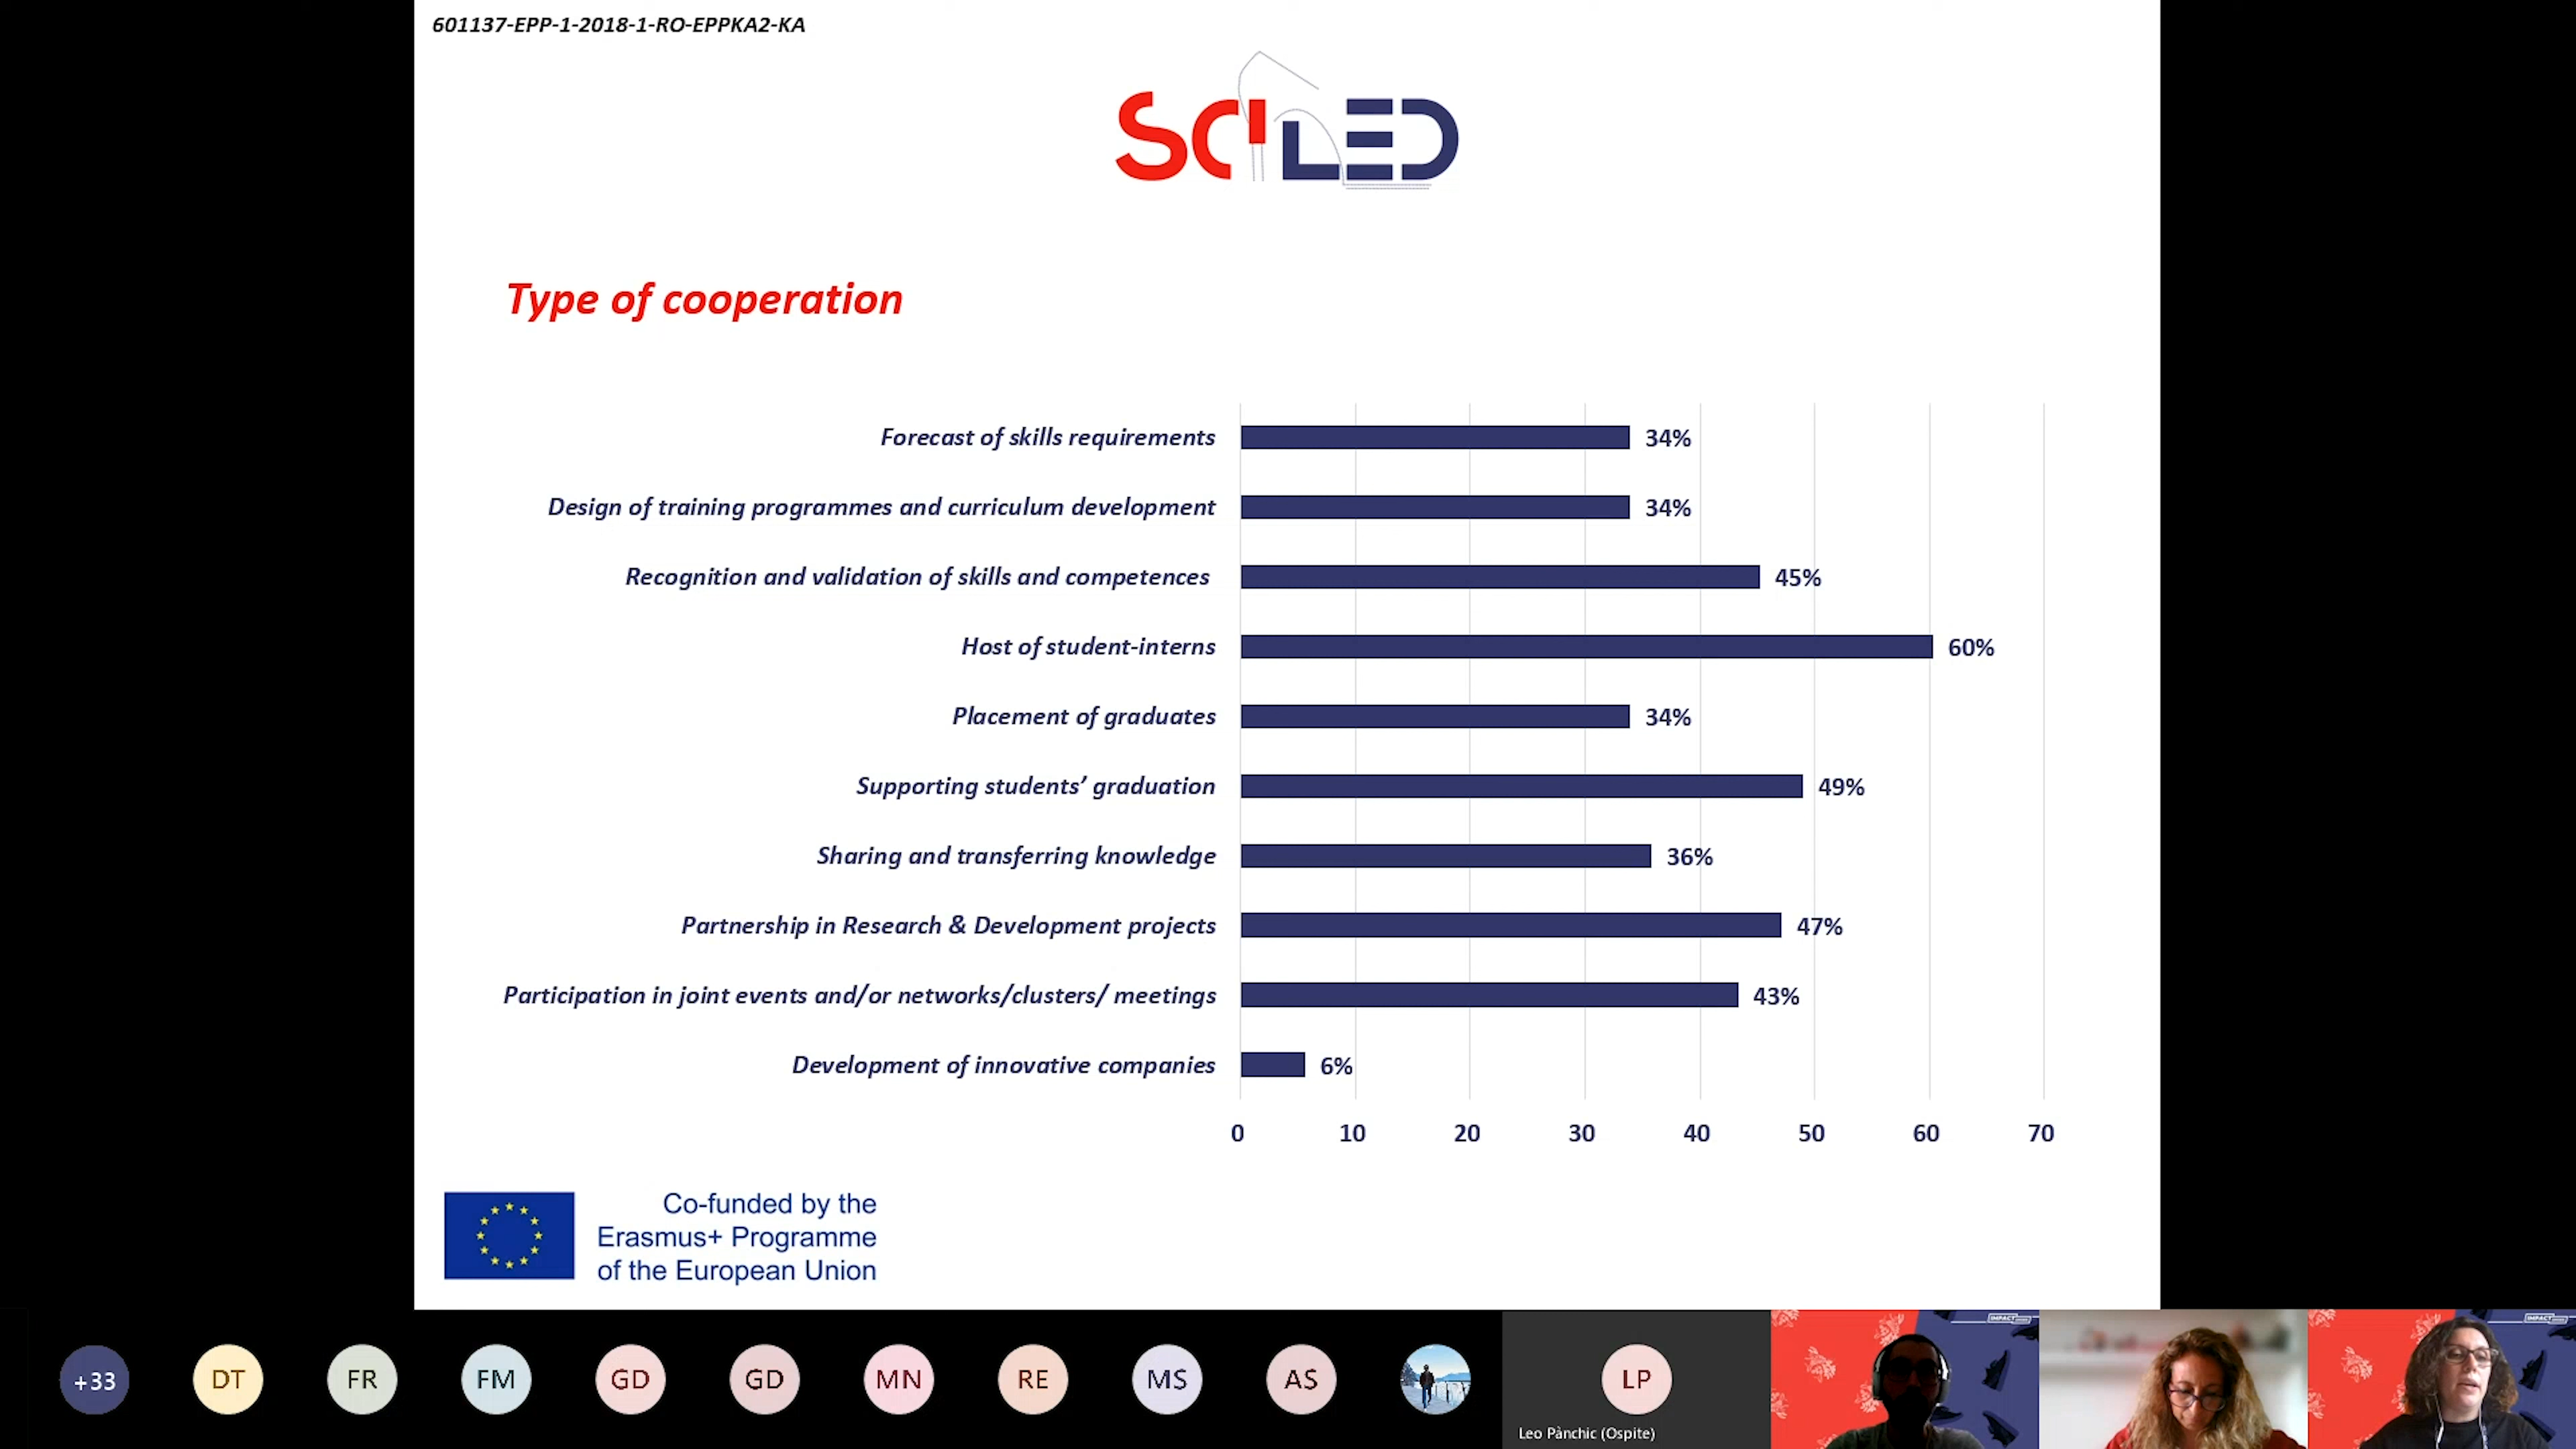 601137-EPP-1-2018-1-RO-EPPKA2-KA
SCILED
Type of cooperation
Forecast of skills requirements 34%
Design of training programmes and curriculum development 34%
Recognition and validation of skills and competences 45%
Host of student-interns 60%
Placement of graduates 34%
Supporting students’ graduation 49%
Sharing and transferring knowledge 36%
Partnership in Research & Development projects 47%
Participation in joint events and/or networks/clusters/ meetings 43%
Development of innovative companies 6%
0 10 20 30 40 50 60 70
Co-funded by the
Erasmus+ Programme
of the European Union
+33 DT FR FM GD GD MN RE MS AS LP
Leo Pànchic (Ospite)
IMPACT
IMPACT